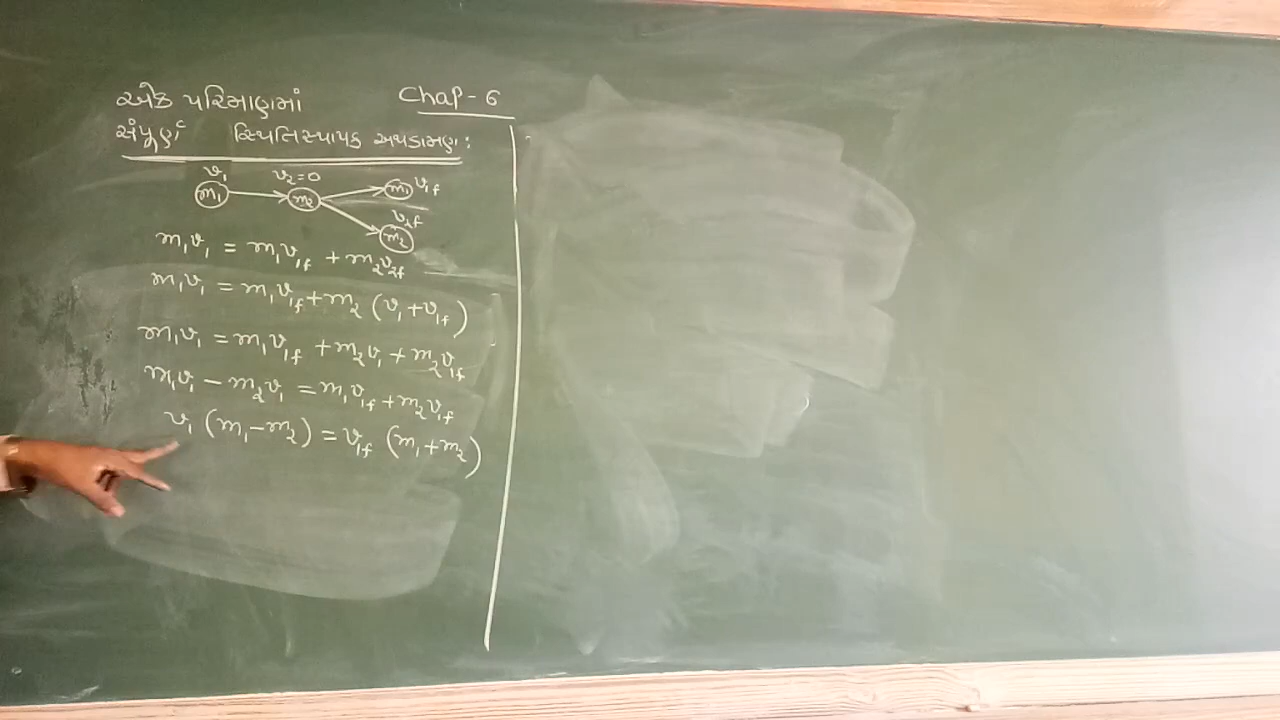 એક પરિમાણમાં Chap - 6
સંપૂર્ણ સ્થિતિસ્થાપક અથડામણ :
v₁ v₂=0
m₁ m₂ m₁ v₁f
v₂f
m₂
m₁v₁ = m₁v₁f + m₂v₂f
m₁v₁ = m₁v₁f + m₂ (v₁+v₁f)
m₁v₁ = m₁v₁f + m₂v₁ + m₂v₁f
m₁v₁ - m₂v₁ = m₁v₁f + m₂v₁f
v₁ (m₁-m₂) = v₁f (m₁+m₂)